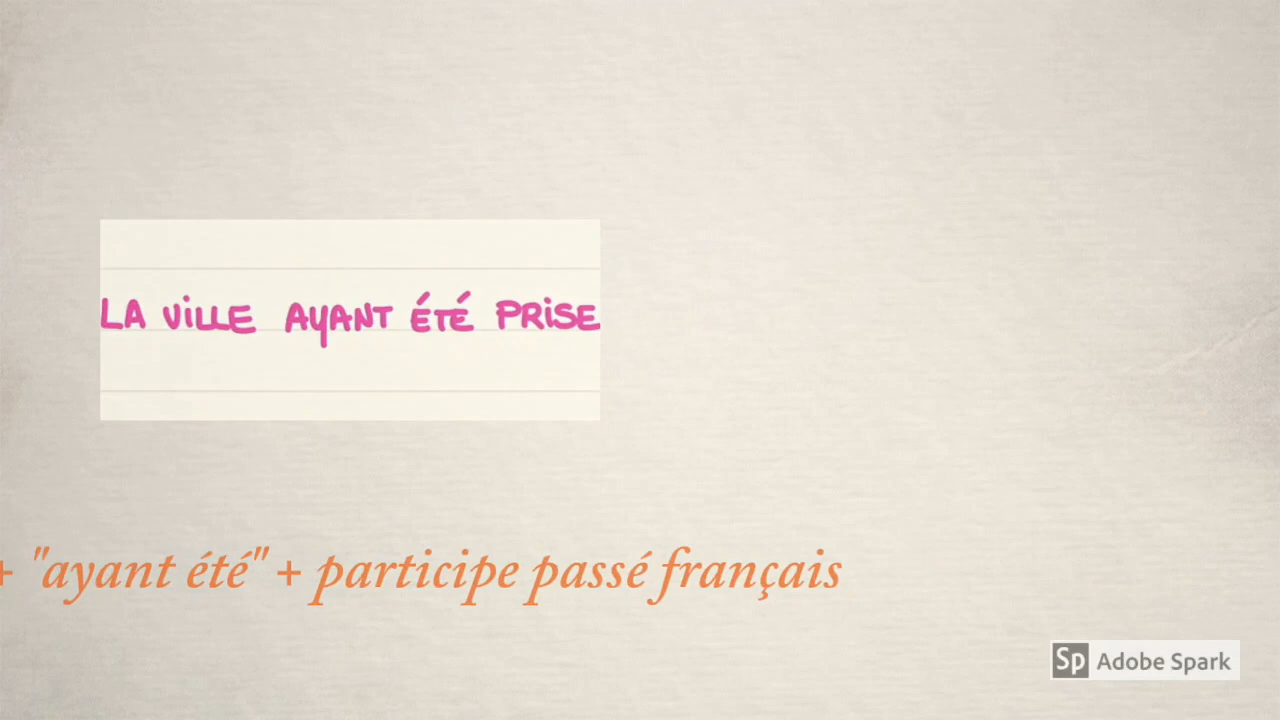 LA VILLE AYANT ÉTÉ PRISE
+ "ayant été" + participe passé français
Sp Adobe Spark